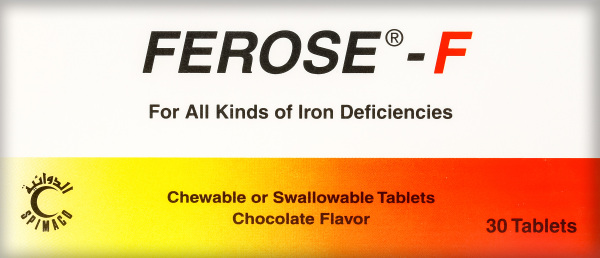 FEROSE®-F
For All Kinds of Iron Deficiencies
الدوائية
SPIMACO
Chewable or Swallowable Tablets
Chocolate Flavor
30 Tablets